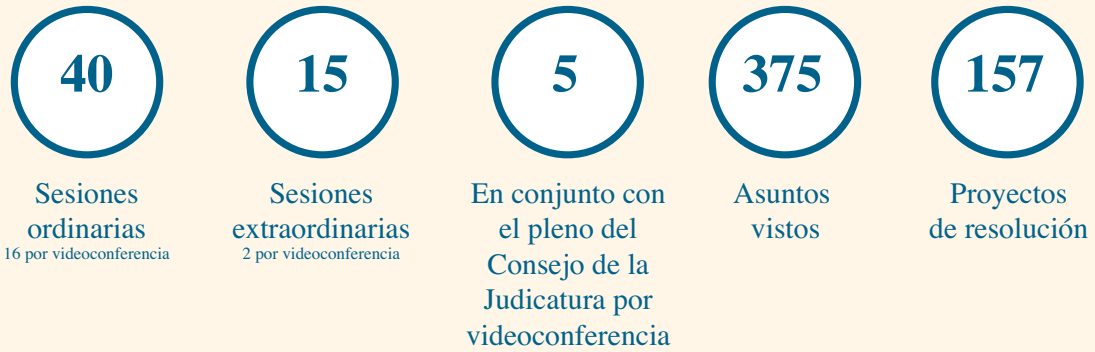 40
Sesiones
ordinarias
16 por videoconferencia
15
Sesiones
extraordinarias
2 por videoconferencia
5
En conjunto con
el pleno del
Consejo de la
Judicatura por
videoconferencia
375
Asuntos
vistos
157
Proyectos
de resolución